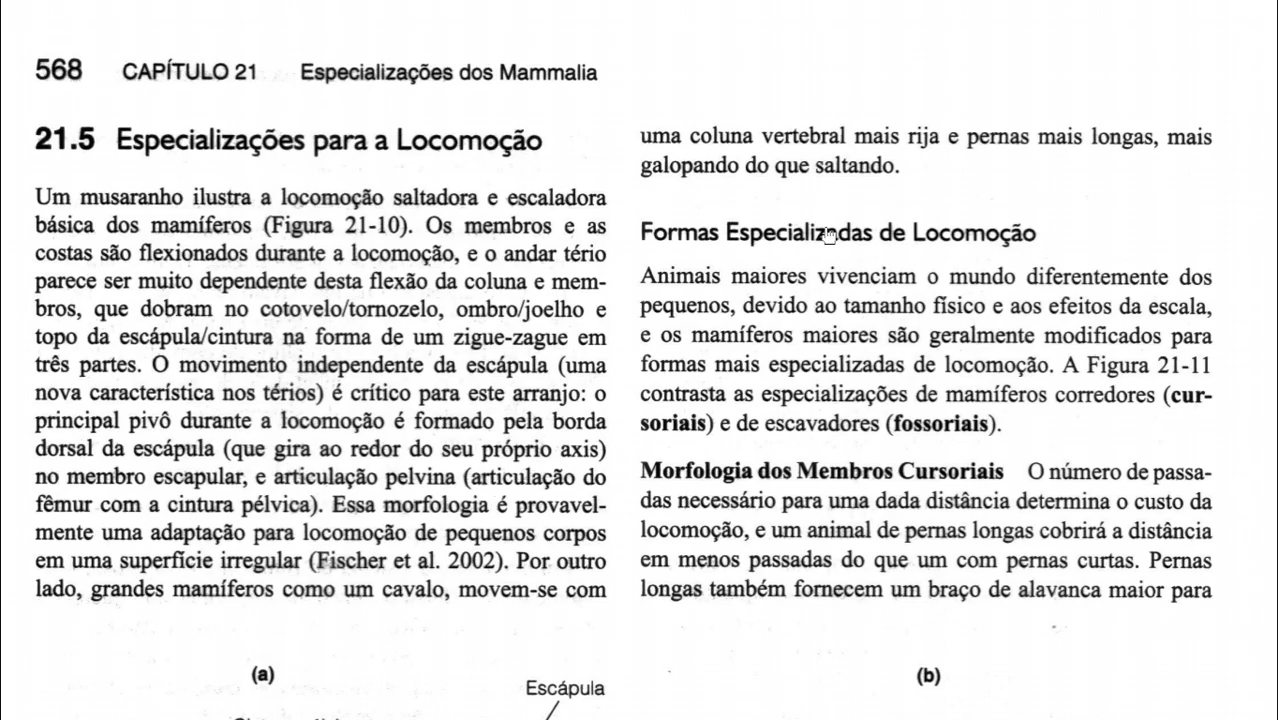 568 CAPÍTULO 21 Especializações dos Mammalia
21.5 Especializações para a Locomoção
Um musaranho ilustra a locomoção saltadora e escaladora
básica dos mamíferos (Figura 21-10). Os membros e as
costas são flexionados durante a locomoção, e o andar tério
parece ser muito dependente desta flexão da coluna e mem-
bros, que dobram no cotovelo/tornozelo, ombro/joelho e
topo da escápula/cintura na forma de um zigue-zague em
três partes. O movimento independente da escápula (uma
nova característica nos térios) é crítico para este arranjo: o
principal pivô durante a locomoção é formado pela borda
dorsal da escápula (que gira ao redor do seu próprio axis)
no membro escapular, e articulação pelvina (articulação do
fêmur com a cintura pélvica). Essa morfologia é provavel-
mente uma adaptação para locomoção de pequenos corpos
em uma superfície irregular (Fischer et al. 2002). Por outro
lado, grandes mamíferos como um cavalo, movem-se com
uma coluna vertebral mais rija e pernas mais longas, mais
galopando do que saltando.
Formas Especializadas de Locomoção
Animais maiores vivenciam o mundo diferentemente dos
pequenos, devido ao tamanho físico e aos efeitos da escala,
e os mamíferos maiores são geralmente modificados para
formas mais especializadas de locomoção. A Figura 21-11
contrasta as especializações de mamíferos corredores (cur-
soriais) e de escavadores (fossoriais).
Morfologia dos Membros Cursoriais O número de passa-
das necessário para uma dada distância determina o custo da
locomoção, e um animal de pernas longas cobrirá a distância
em menos passadas do que um com pernas curtas. Pernas
longas também fornecem um braço de alavanca maior para
(a)
Escápula
(b)